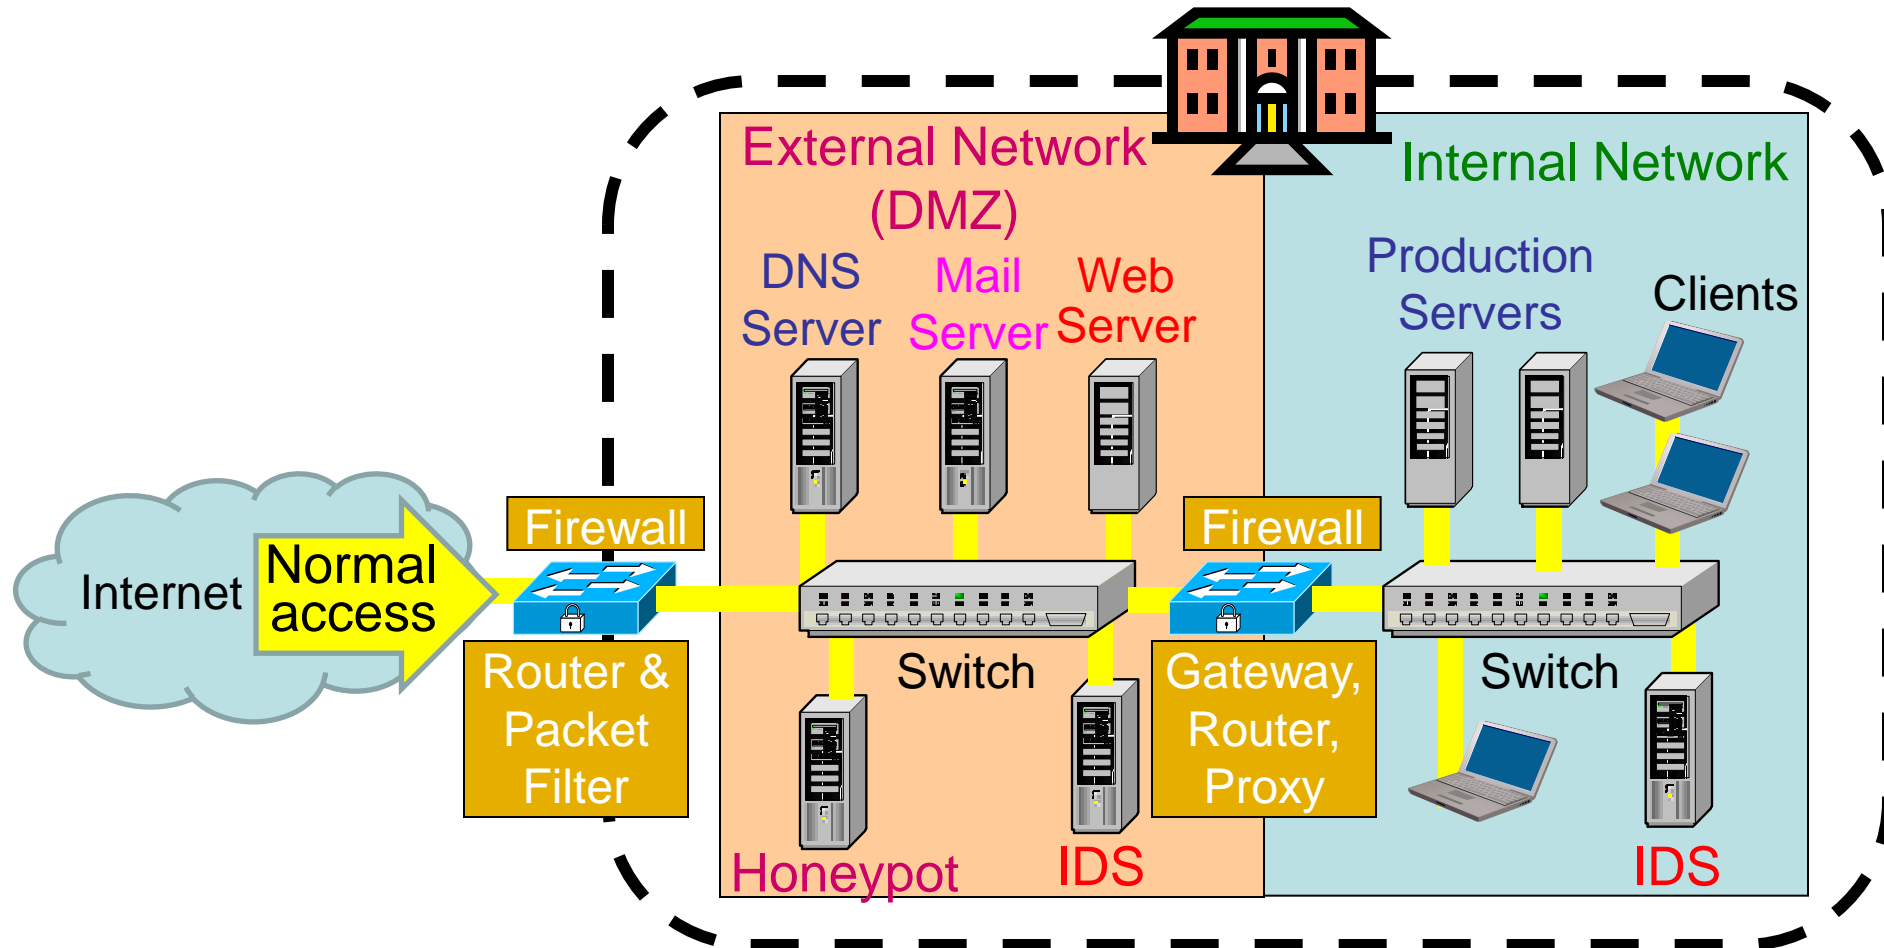 External Network
(DMZ)
Internal Network
DNS
Server
Mail
Server
Web
Server
Production
Servers
Clients
Internet
Normal
access
Firewall
Router &
Packet
Filter
Switch
Firewall
Gateway,
Router,
Proxy
Switch
Honeypot
IDS
IDS